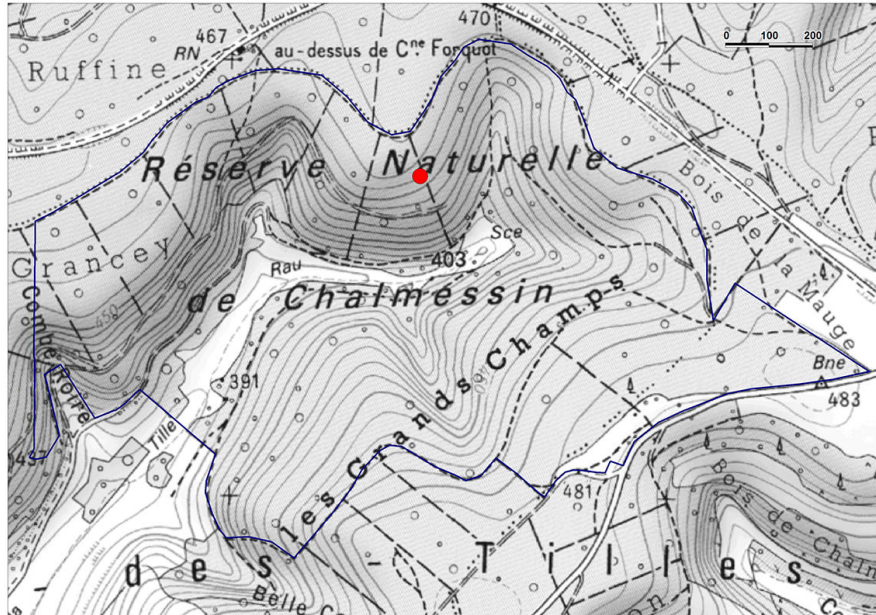 470
467
RN
au-dessus de Cne Forquot
0 100 200
Ruffine
Réserve Naturelle
Bois de la Mauge
Sce
403
Grancey
Rau
de Chalmessin
450
Combe Noire
les Grands Champs
460
Bne
391
483
Tille
481
Bois de
des - Tilles
Belle